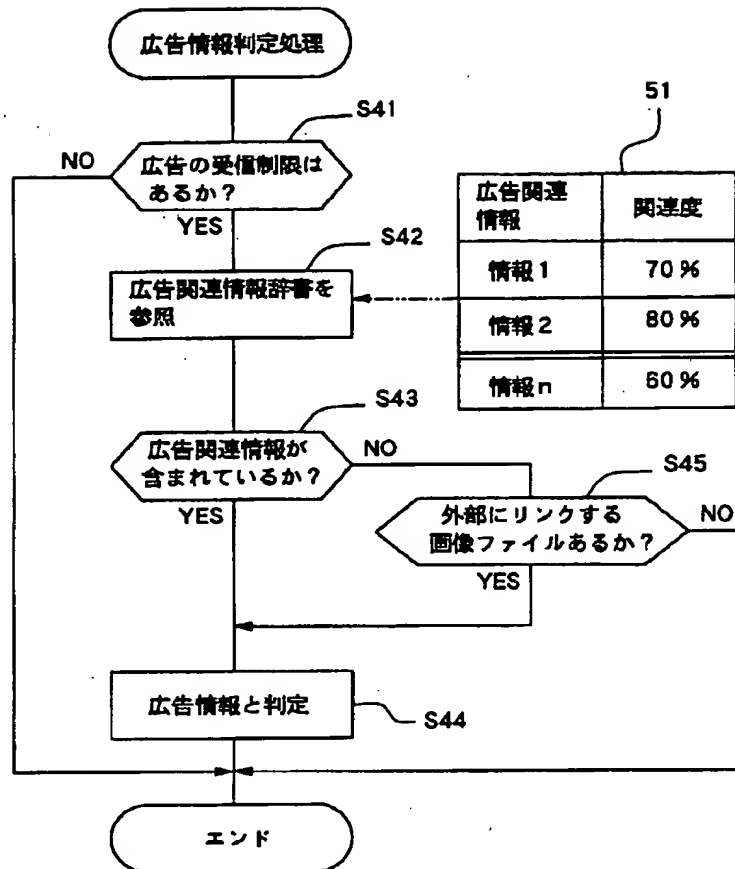 広告情報判定処理
S41
NO
広告の受信制限は
あるか？
YES
S42
広告関連情報辞書を
参照
51
広告関連
情報
関連度
情報1
70%
情報2
80%
情報n
60%
S43
広告関連情報が
含まれているか？
NO
YES
S45
外部にリンクする
画像ファイルあるか？
NO
YES
広告情報と判定
S44
エンド